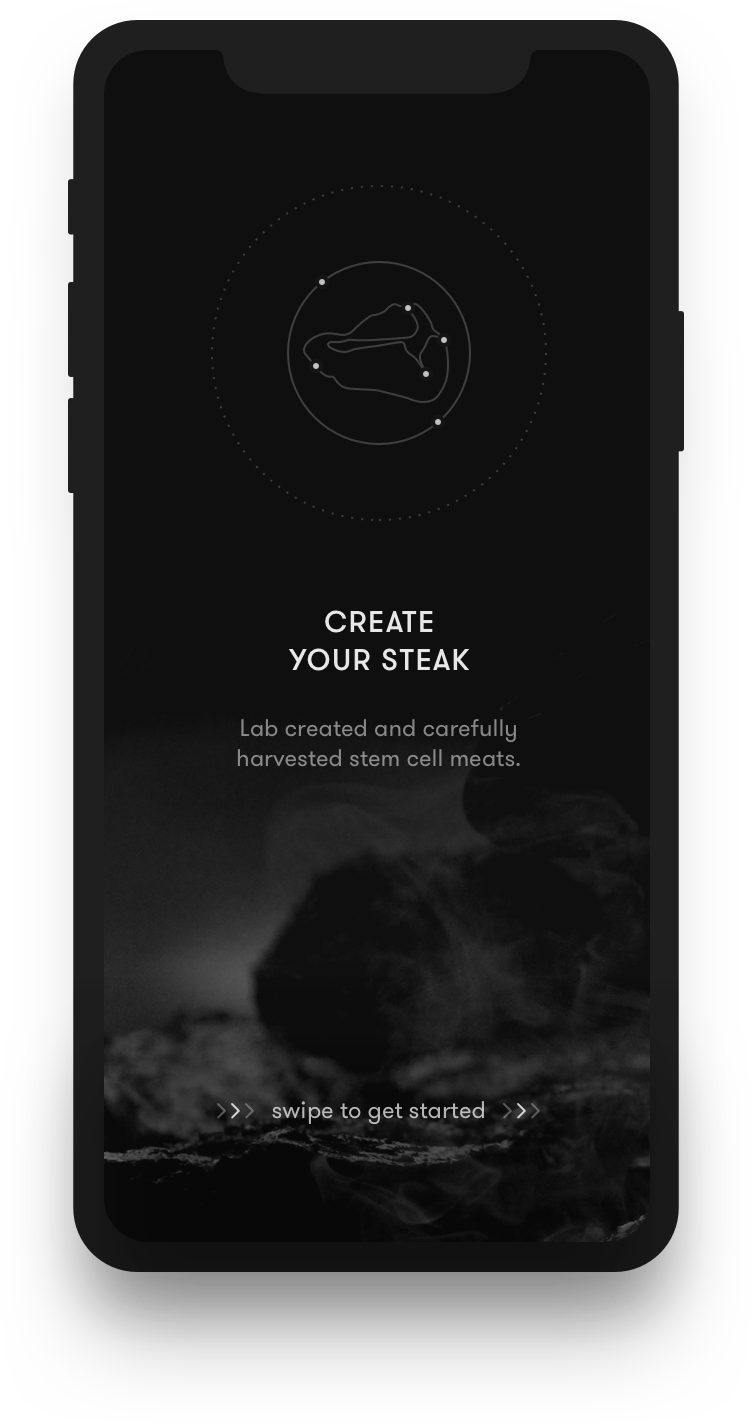 CREATE
YOUR STEAK
Lab created and carefully
harvested stem cell meats.
swipe to get started